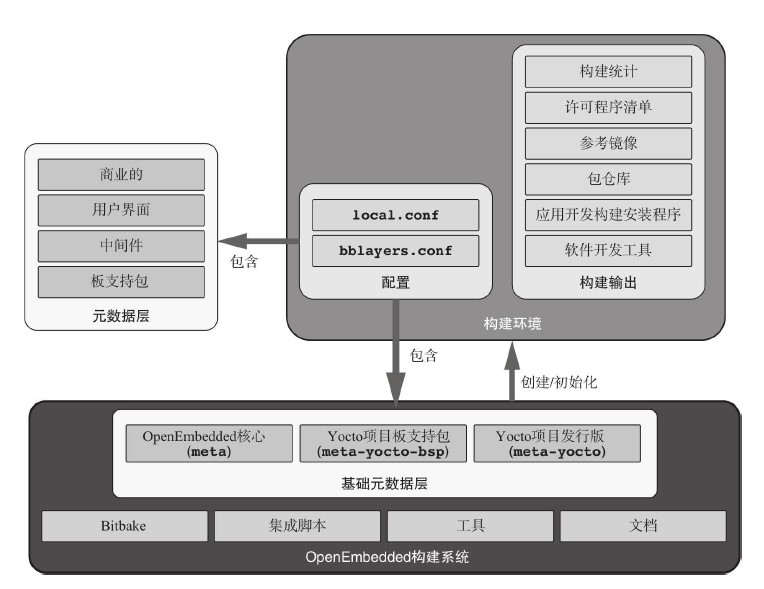 构建统计
许可程序清单
参考镜像
包仓库
应用开发构建安装程序
软件开发工具
构建输出
local.conf
bblayers.conf
配置
构建环境
商业的
用户界面
中间件
板支持包
元数据层
包含
包含
创建/初始化
OpenEmbedded核心
(meta)
Yocto项目板支持包
(meta-yocto-bsp)
Yocto项目发行版
(meta-yocto)
基础元数据层
Bitbake
集成脚本
工具
文档
OpenEmbedded构建系统